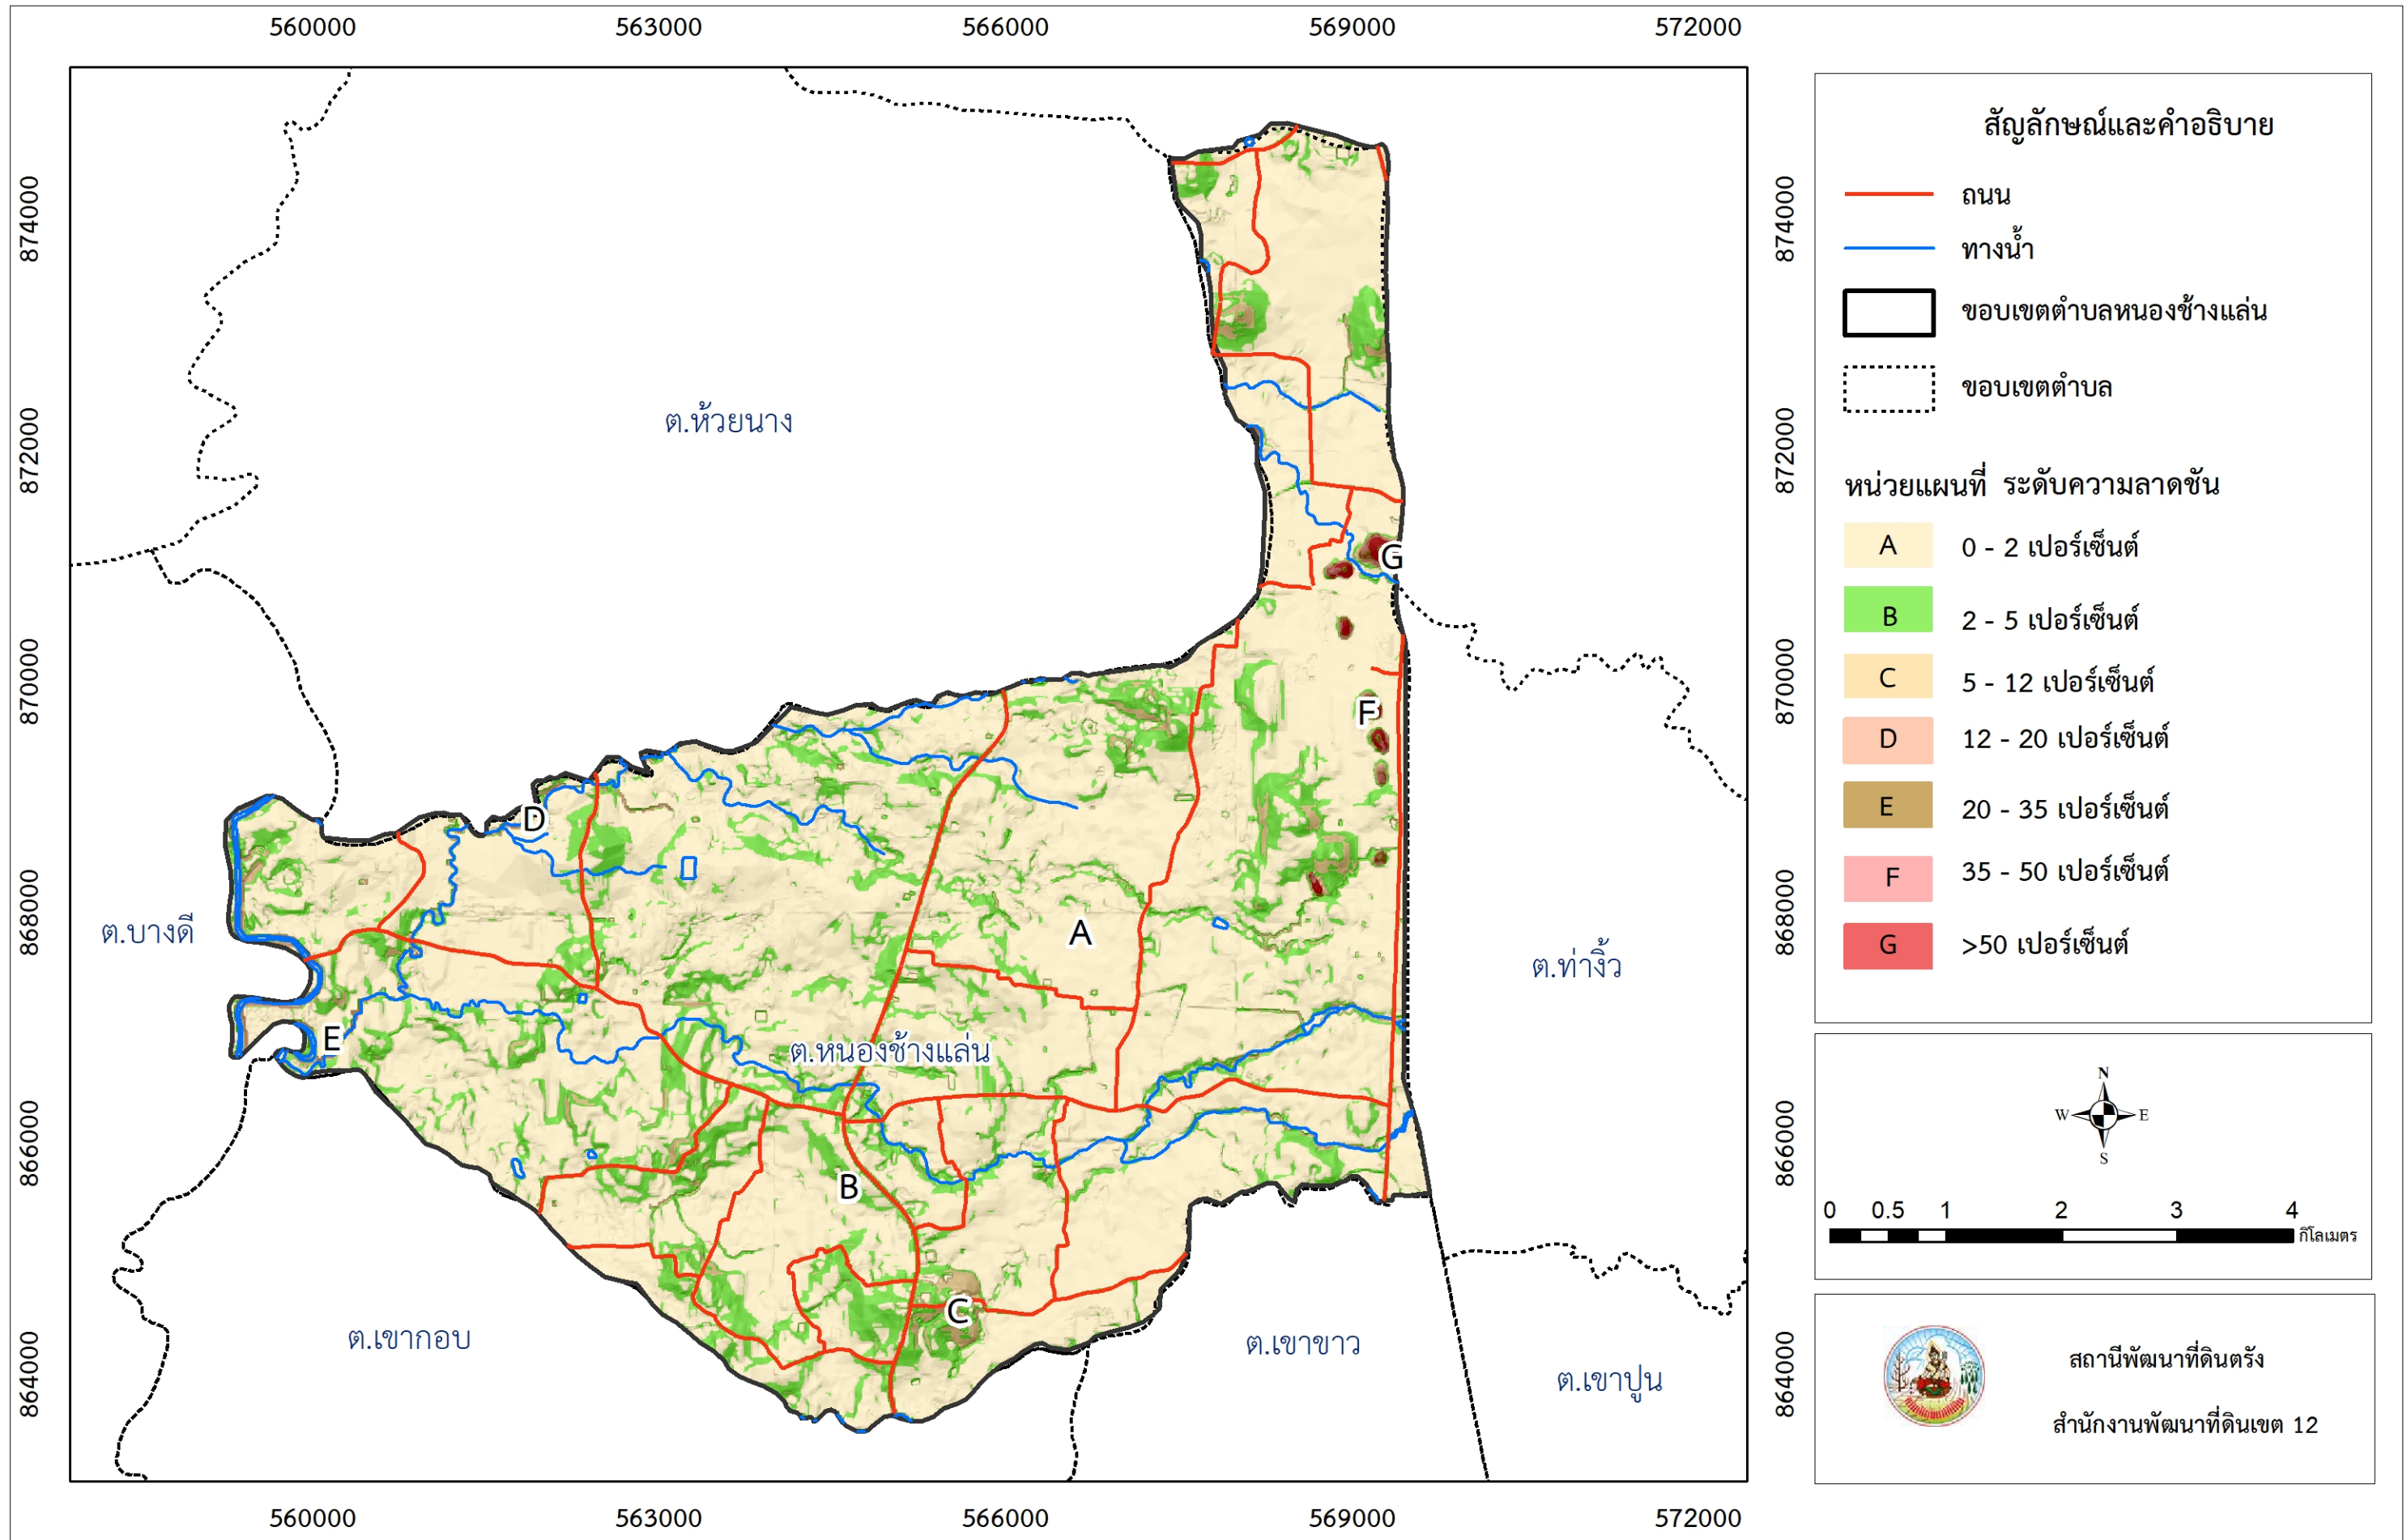 560000 563000 566000 569000 572000
874000
872000
870000
868000
866000
864000
ต.ห้วยนาง
G
F
D
ต.บางดี
A
ต.ท่างิ้ว
E
ต.หนองช้างแล่น
B
C
ต.เขากอบ
ต.เขาขาว
ต.เขาปูน
874000
872000
870000
868000
866000
864000
560000 563000 566000 569000 572000
สัญลักษณ์และคำอธิบาย
ถนน
ทางน้ำ
ขอบเขตตำบลหนองช้างแล่น
ขอบเขตตำบล
หน่วยแผนที่ ระดับความลาดชัน
A 0 - 2 เปอร์เซ็นต์
B 2 - 5 เปอร์เซ็นต์
C 5 - 12 เปอร์เซ็นต์
D 12 - 20 เปอร์เซ็นต์
E 20 - 35 เปอร์เซ็นต์
F 35 - 50 เปอร์เซ็นต์
G >50 เปอร์เซ็นต์
N
W E
S
0 0.5 1 2 3 4
กิโลเมตร
สถานีพัฒนาที่ดินตรัง
สำนักงานพัฒนาที่ดินเขต 12